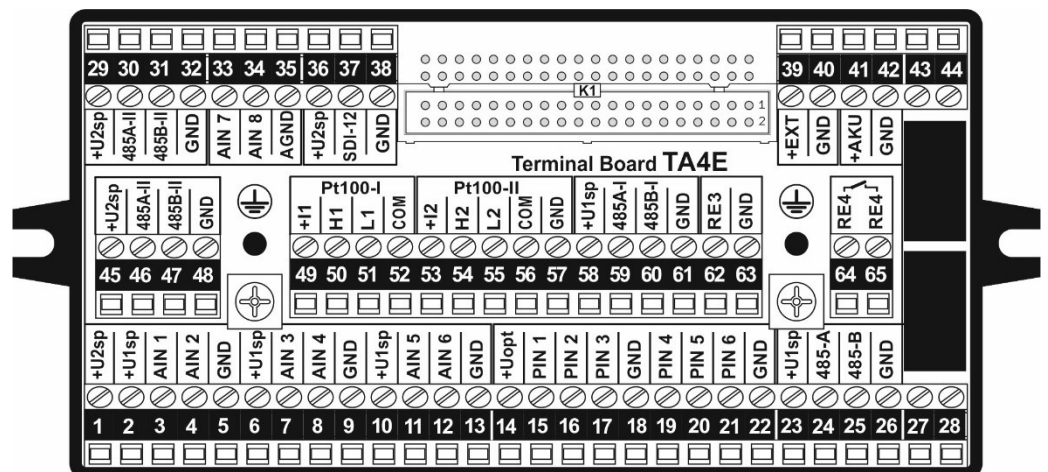 29 30 31 32 33 34 35 36 37 38 39 40 41 42 43 44
K1
1
2
+U2sp 485A-II 485B-II GND AIN 7 AIN 8 AGND +U2sp SDI-12 GND +EXT GND +AKU GND
Terminal Board TA4E
Pt100-I Pt100-II
+U2sp 485A-II 485B-II GND +I1 H1 L1 COM +I2 H2 L2 COM GND +U1sp 485A-I 485B-I GND RE3 GND RE4 RE4
45 46 47 48 49 50 51 52 53 54 55 56 57 58 59 60 61 62 63 64 65
+U2sp +U1sp AIN 1 AIN 2 GND +U1sp AIN 3 AIN 4 GND +U1sp AIN 5 AIN 6 GND +Uopt PIN 1 PIN 2 PIN 3 GND PIN 4 PIN 5 PIN 6 GND +U1sp 485-A 485-B GND
1 2 3 4 5 6 7 8 9 10 11 12 13 14 15 16 17 18 19 20 21 22 23 24 25 26 27 28